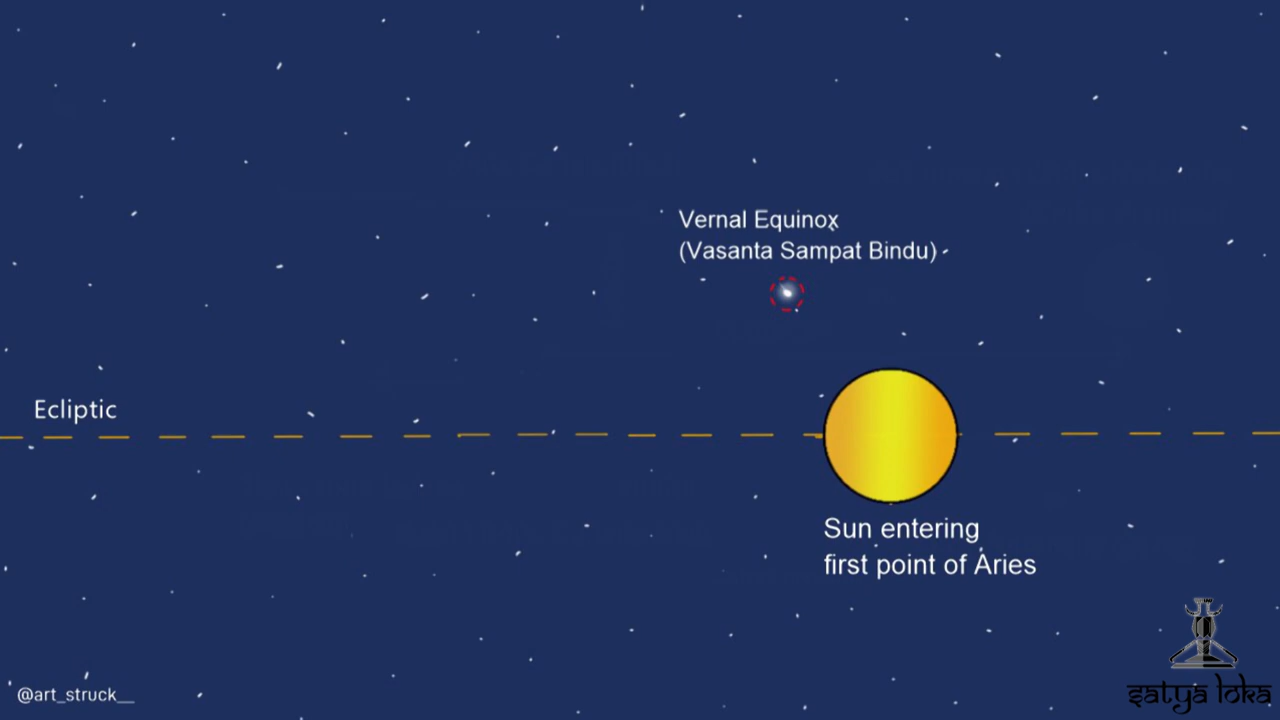 Vernal Equinox
(Vasanta Sampat Bindu)
Ecliptic
Sun entering
first point of Aries
@art_struck__
satya loka